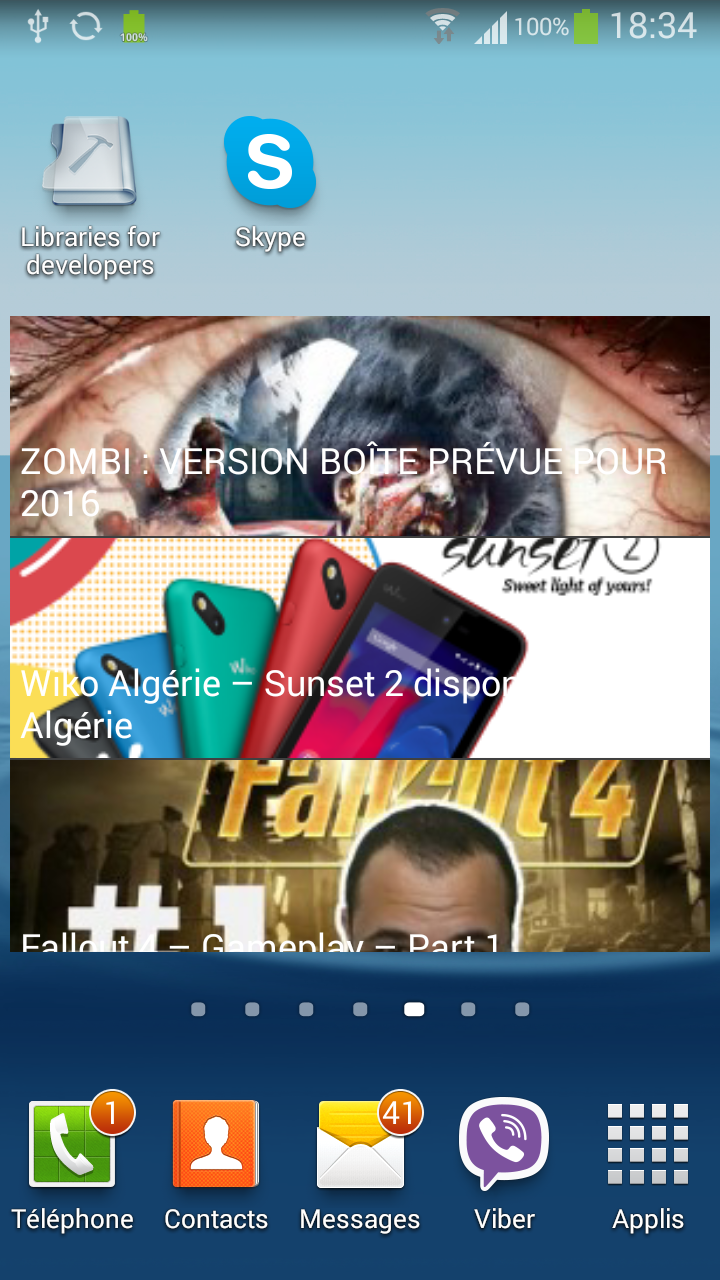 100%
100%
18:34
S
Libraries for
developers
Skype
ZOMBI : VERSION BOÎTE PRÉVUE POUR
2016
sunset 2
Sweet light of yours!
Google
Wiko
Wiko Algérie – Sunset 2 dispon
Algérie
Fallout 4
#1
Fallout 4 – Gameplay – Part 1
1
41
Téléphone
Contacts
Messages
Viber
Applis